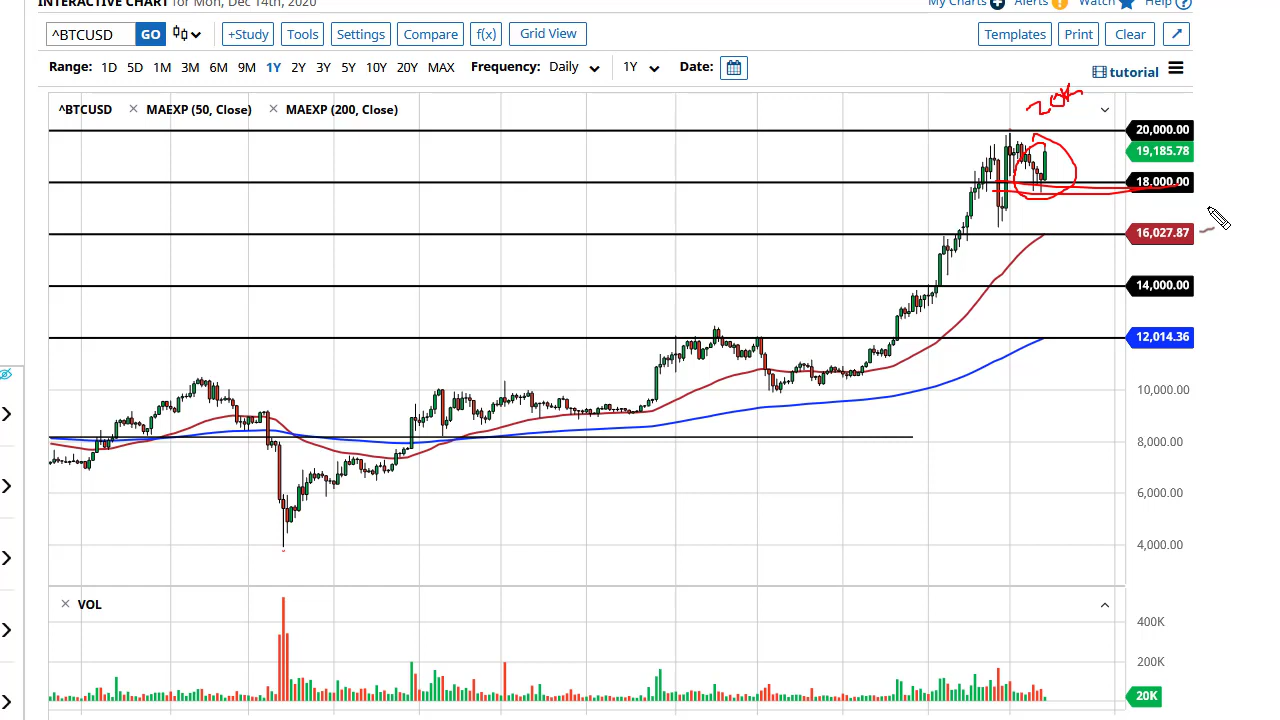 INTERACTIVE CHART for Mon, Dec 14th, 2020 My Charts Alerts ! Watch Help ?
^BTCUSD GO +Study Tools Settings Compare f(x) Grid View Templates Print Clear
Range: 1D 5D 1M 3M 6M 9M 1Y 2Y 3Y 5Y 10Y 20Y MAX Frequency: Daily 1Y Date: tutorial
20k
^BTCUSD × MAEXP (50, Close) × MAEXP (200, Close)
20,000.00
19,185.78
18,000.00
16,027.87
14,000.00
12,014.36
10,000.00
8,000.00
6,000.00
4,000.00
× VOL
400K
200K
20K